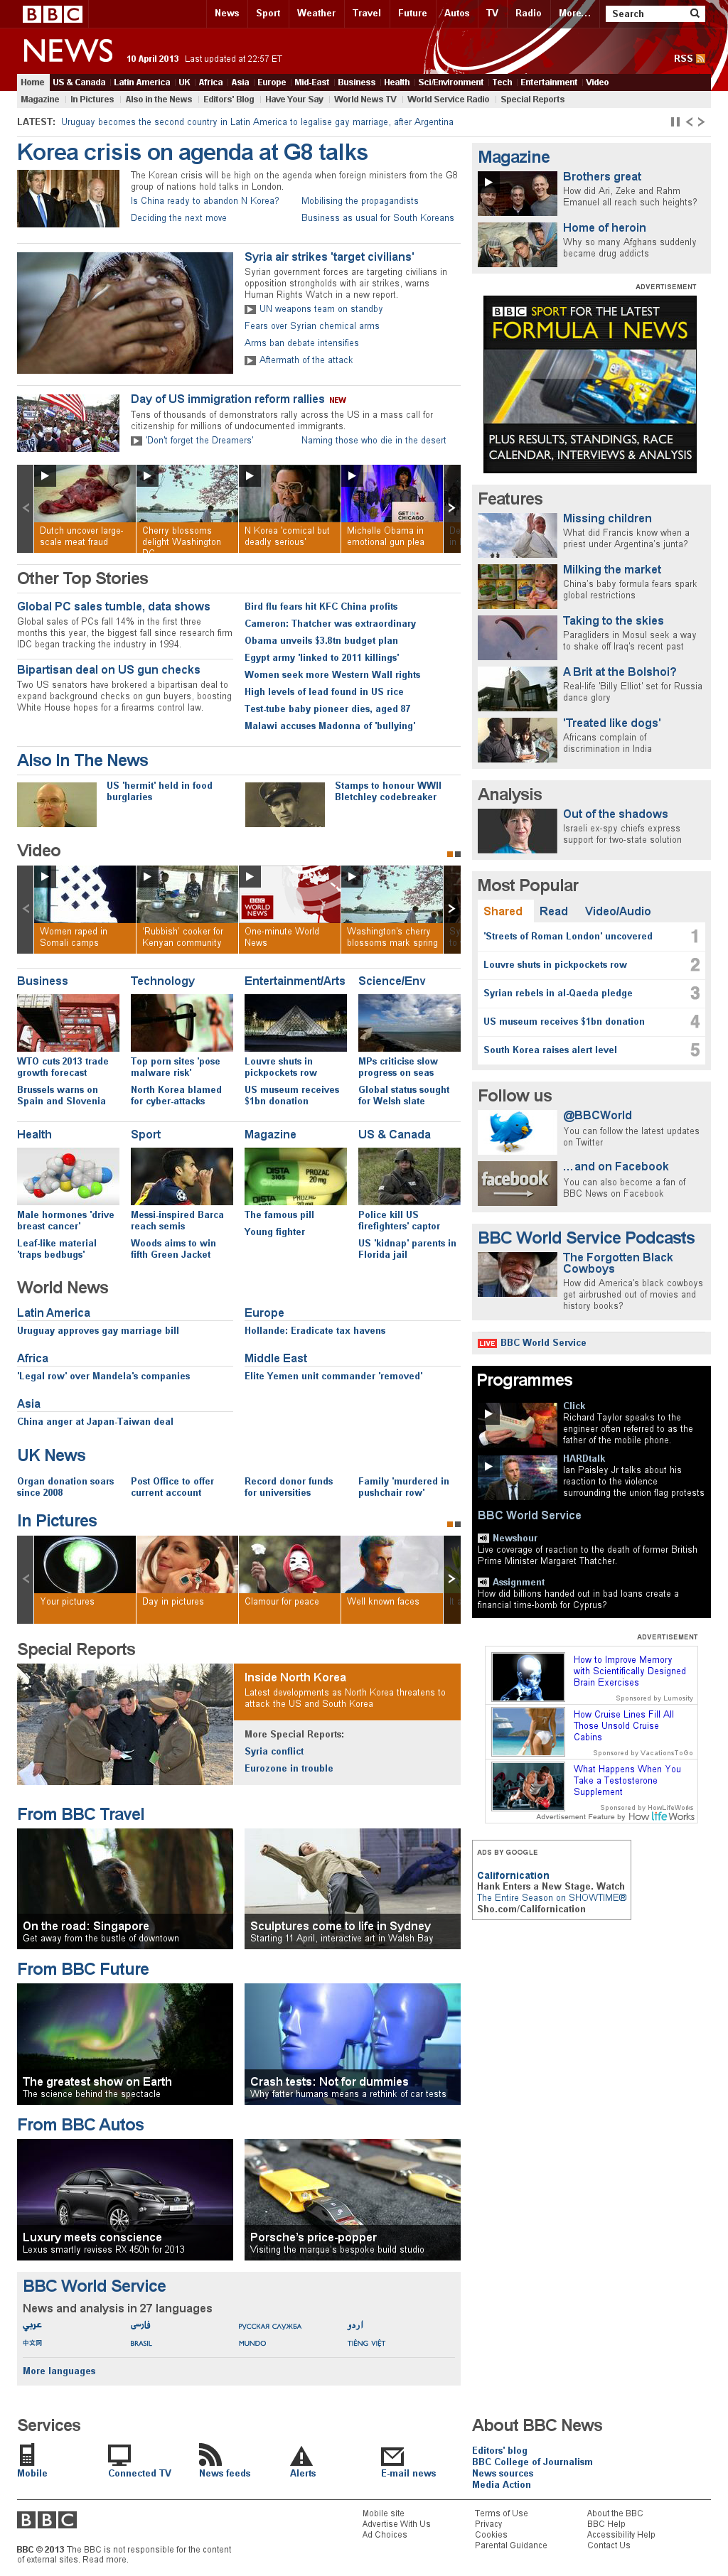 BBC
News Sport Weather Travel Future Autos TV Radio More... Search
NEWS 10 April 2013 Last updated at 22:57 ET
RSS
Home US & Canada Latin America UK Africa Asia Europe Mid-East Business Health Sci/Environment Tech Entertainment Video
Magazine In Pictures Also in the News Editors' Blog Have Your Say World News TV World Service Radio Special Reports
LATEST: Uruguay becomes the second country in Latin America to legalise gay marriage, after Argentina
Korea crisis on agenda at G8 talks
The Korean crisis will be high on the agenda when foreign ministers from the G8
group of nations hold talks in London.
Is China ready to abandon N Korea? Mobilising the propagandists
Deciding the next move Business as usual for South Koreans
Syria air strikes 'target civilians'
Syrian government forces are targeting civilians in
opposition strongholds with air strikes, warns
Human Rights Watch in a new report.
UN weapons team on standby
Fears over Syrian chemical arms
Arms ban debate intensifies
Aftermath of the attack
Day of US immigration reform rallies NEW
Tens of thousands of demonstrators rally across the US in a mass call for
citizenship for millions of undocumented immigrants.
'Don't forget the Dreamers' Naming those who die in the desert
Dutch uncover large-
scale meat fraud
Cherry blossoms
delight Washington
DC
N Korea 'comical but
deadly serious'
GET IN CHICAGO
Michelle Obama in
emotional gun plea
Other Top Stories
Global PC sales tumble, data shows
Global sales of PCs fall 14% in the first three
months this year, the biggest fall since research firm
IDC began tracking the industry in 1994.
Bipartisan deal on US gun checks
Two US senators have brokered a bipartisan deal to
expand background checks on gun buyers, boosting
White House hopes for a firearms control law.
Bird flu fears hit KFC China profits
Cameron: Thatcher was extraordinary
Obama unveils $3.8tn budget plan
Egypt army 'linked to 2011 killings'
Women seek more Western Wall rights
High levels of lead found in US rice
Test-tube baby pioneer dies, aged 87
Malawi accuses Madonna of 'bullying'
Also In The News
US 'hermit' held in food
burglaries
Stamps to honour WWII
Bletchley codebreaker
Video
Women raped in
Somali camps
'Rubbish' cooker for
Kenyan community
BBC
WORLD
NEWS
One-minute World
News
Washington's cherry
blossoms mark spring
Business
WTO cuts 2013 trade
growth forecast
Brussels warns on
Spain and Slovenia
Technology
Top porn sites 'pose
malware risk'
North Korea blamed
for cyber-attacks
Entertainment/Arts
Louvre shuts in
pickpockets row
US museum receives
$1bn donation
Science/Env
MPs criticise slow
progress on seas
Global status sought
for Welsh slate
Health
Male hormones 'drive
breast cancer'
Leaf-like material
'traps bedbugs'
Sport
Messi-inspired Barca
reach semis
Woods aims to win
fifth Green Jacket
Magazine
DISTA
3105
PROZAC
20 mg
The famous pill
Young fighter
US & Canada
Police kill US
firefighters' captor
US 'kidnap' parents in
Florida jail
World News
Latin America
Uruguay approves gay marriage bill
Europe
Hollande: Eradicate tax havens
Africa
'Legal row' over Mandela's companies
Middle East
Elite Yemen unit commander 'removed'
Asia
China anger at Japan-Taiwan deal
UK News
Organ donation soars
since 2008
Post Office to offer
current account
Record donor funds
for universities
Family 'murdered in
pushchair row'
In Pictures
Your pictures
Day in pictures
Clamour for peace
Well known faces
Special Reports
Inside North Korea
Latest developments as North Korea threatens to
attack the US and South Korea
More Special Reports:
Syria conflict
Eurozone in trouble
From BBC Travel
On the road: Singapore
Get away from the bustle of downtown
Sculptures come to life in Sydney
Starting 11 April, interactive art in Walsh Bay
From BBC Future
The greatest show on Earth
The science behind the spectacle
Crash tests: Not for dummies
Why fatter humans means a rethink of car tests
From BBC Autos
Luxury meets conscience
Lexus smartly revises RX 450h for 2013
Porsche's price-popper
Visiting the marque's bespoke build studio
BBC World Service
News and analysis in 27 languages
عربي فارسی РУССКАЯ СЛУЖБА اردو
中文网 BRASIL MUNDO TIẾNG VIỆT
More languages
Magazine
Brothers great
How did Ari, Zeke and Rahm
Emanuel all reach such heights?
Home of heroin
Why so many Afghans suddenly
became drug addicts
ADVERTISEMENT
BBC SPORT FOR THE LATEST
FORMULA 1 NEWS
PLUS RESULTS, STANDINGS, RACE
CALENDAR, INTERVIEWS & ANALYSIS
Features
Missing children
What did Francis know when a
priest under Argentina's junta?
Milking the market
China's baby formula fears spark
global restrictions
Taking to the skies
Paragliders in Mosul seek a way
to shake off Iraq's recent past
A Brit at the Bolshoi?
Real-life 'Billy Elliot' set for Russia
dance glory
'Treated like dogs'
Africans complain of
discrimination in India
Analysis
Out of the shadows
Israeli ex-spy chiefs express
support for two-state solution
Most Popular
Shared Read Video/Audio
'Streets of Roman London' uncovered 1
Louvre shuts in pickpockets row 2
Syrian rebels in al-Qaeda pledge 3
US museum receives $1bn donation 4
South Korea raises alert level 5
Follow us
@BBCWorld
You can follow the latest updates
on Twitter
facebook
...and on Facebook
You can also become a fan of
BBC News on Facebook
BBC World Service Podcasts
The Forgotten Black
Cowboys
How did America's black cowboys
get airbrushed out of movies and
history books?
LIVE BBC World Service
Programmes
Click
Richard Taylor speaks to the
engineer often referred to as the
father of the mobile phone.
HARDtalk
Ian Paisley Jr talks about his
reaction to the violence
surrounding the union flag protests
BBC World Service
Newshour
Live coverage of reaction to the death of former British
Prime Minister Margaret Thatcher.
Assignment
How did billions handed out in bad loans create a
financial time-bomb for Cyprus?
ADVERTISEMENT
How to Improve Memory
with Scientifically Designed
Brain Exercises
Sponsored by Lumosity
How Cruise Lines Fill All
Those Unsold Cruise
Cabins
Sponsored by VacationsToGo
What Happens When You
Take a Testosterone
Supplement
Sponsored by HowLifeWorks
Advertisement Feature by How life Works
ADS BY GOOGLE
Californication
Hank Enters a New Stage. Watch
The Entire Season on SHOWTIME®
Sho.com/Californication
Services
Mobile Connected TV News feeds Alerts E-mail news
About BBC News
Editors' blog
BBC College of Journalism
News sources
Media Action
BBC
Mobile site
Advertise With Us
Ad Choices
Terms of Use
Privacy
Cookies
Parental Guidance
About the BBC
BBC Help
Accessibility Help
Contact Us
BBC © 2013 The BBC is not responsible for the content
of external sites. Read more.